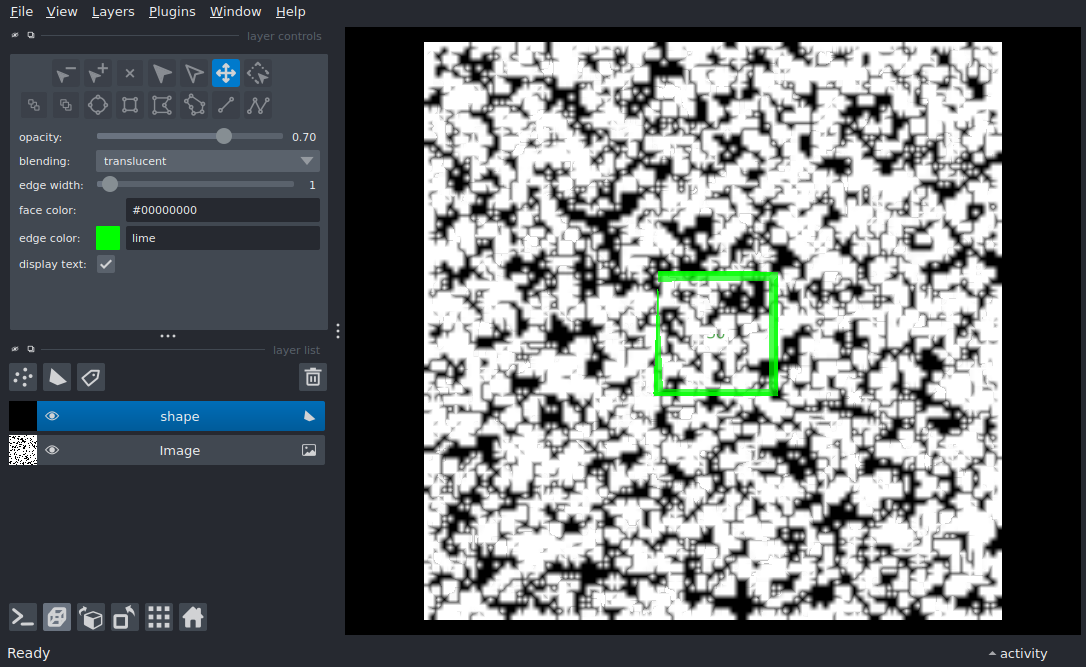 File View Layers Plugins Window Help
layer controls
opacity: 0.70
blending: translucent
edge width: 1
face color: #00000000
edge color: lime
display text:
layer list
shape
Image
Ready
activity